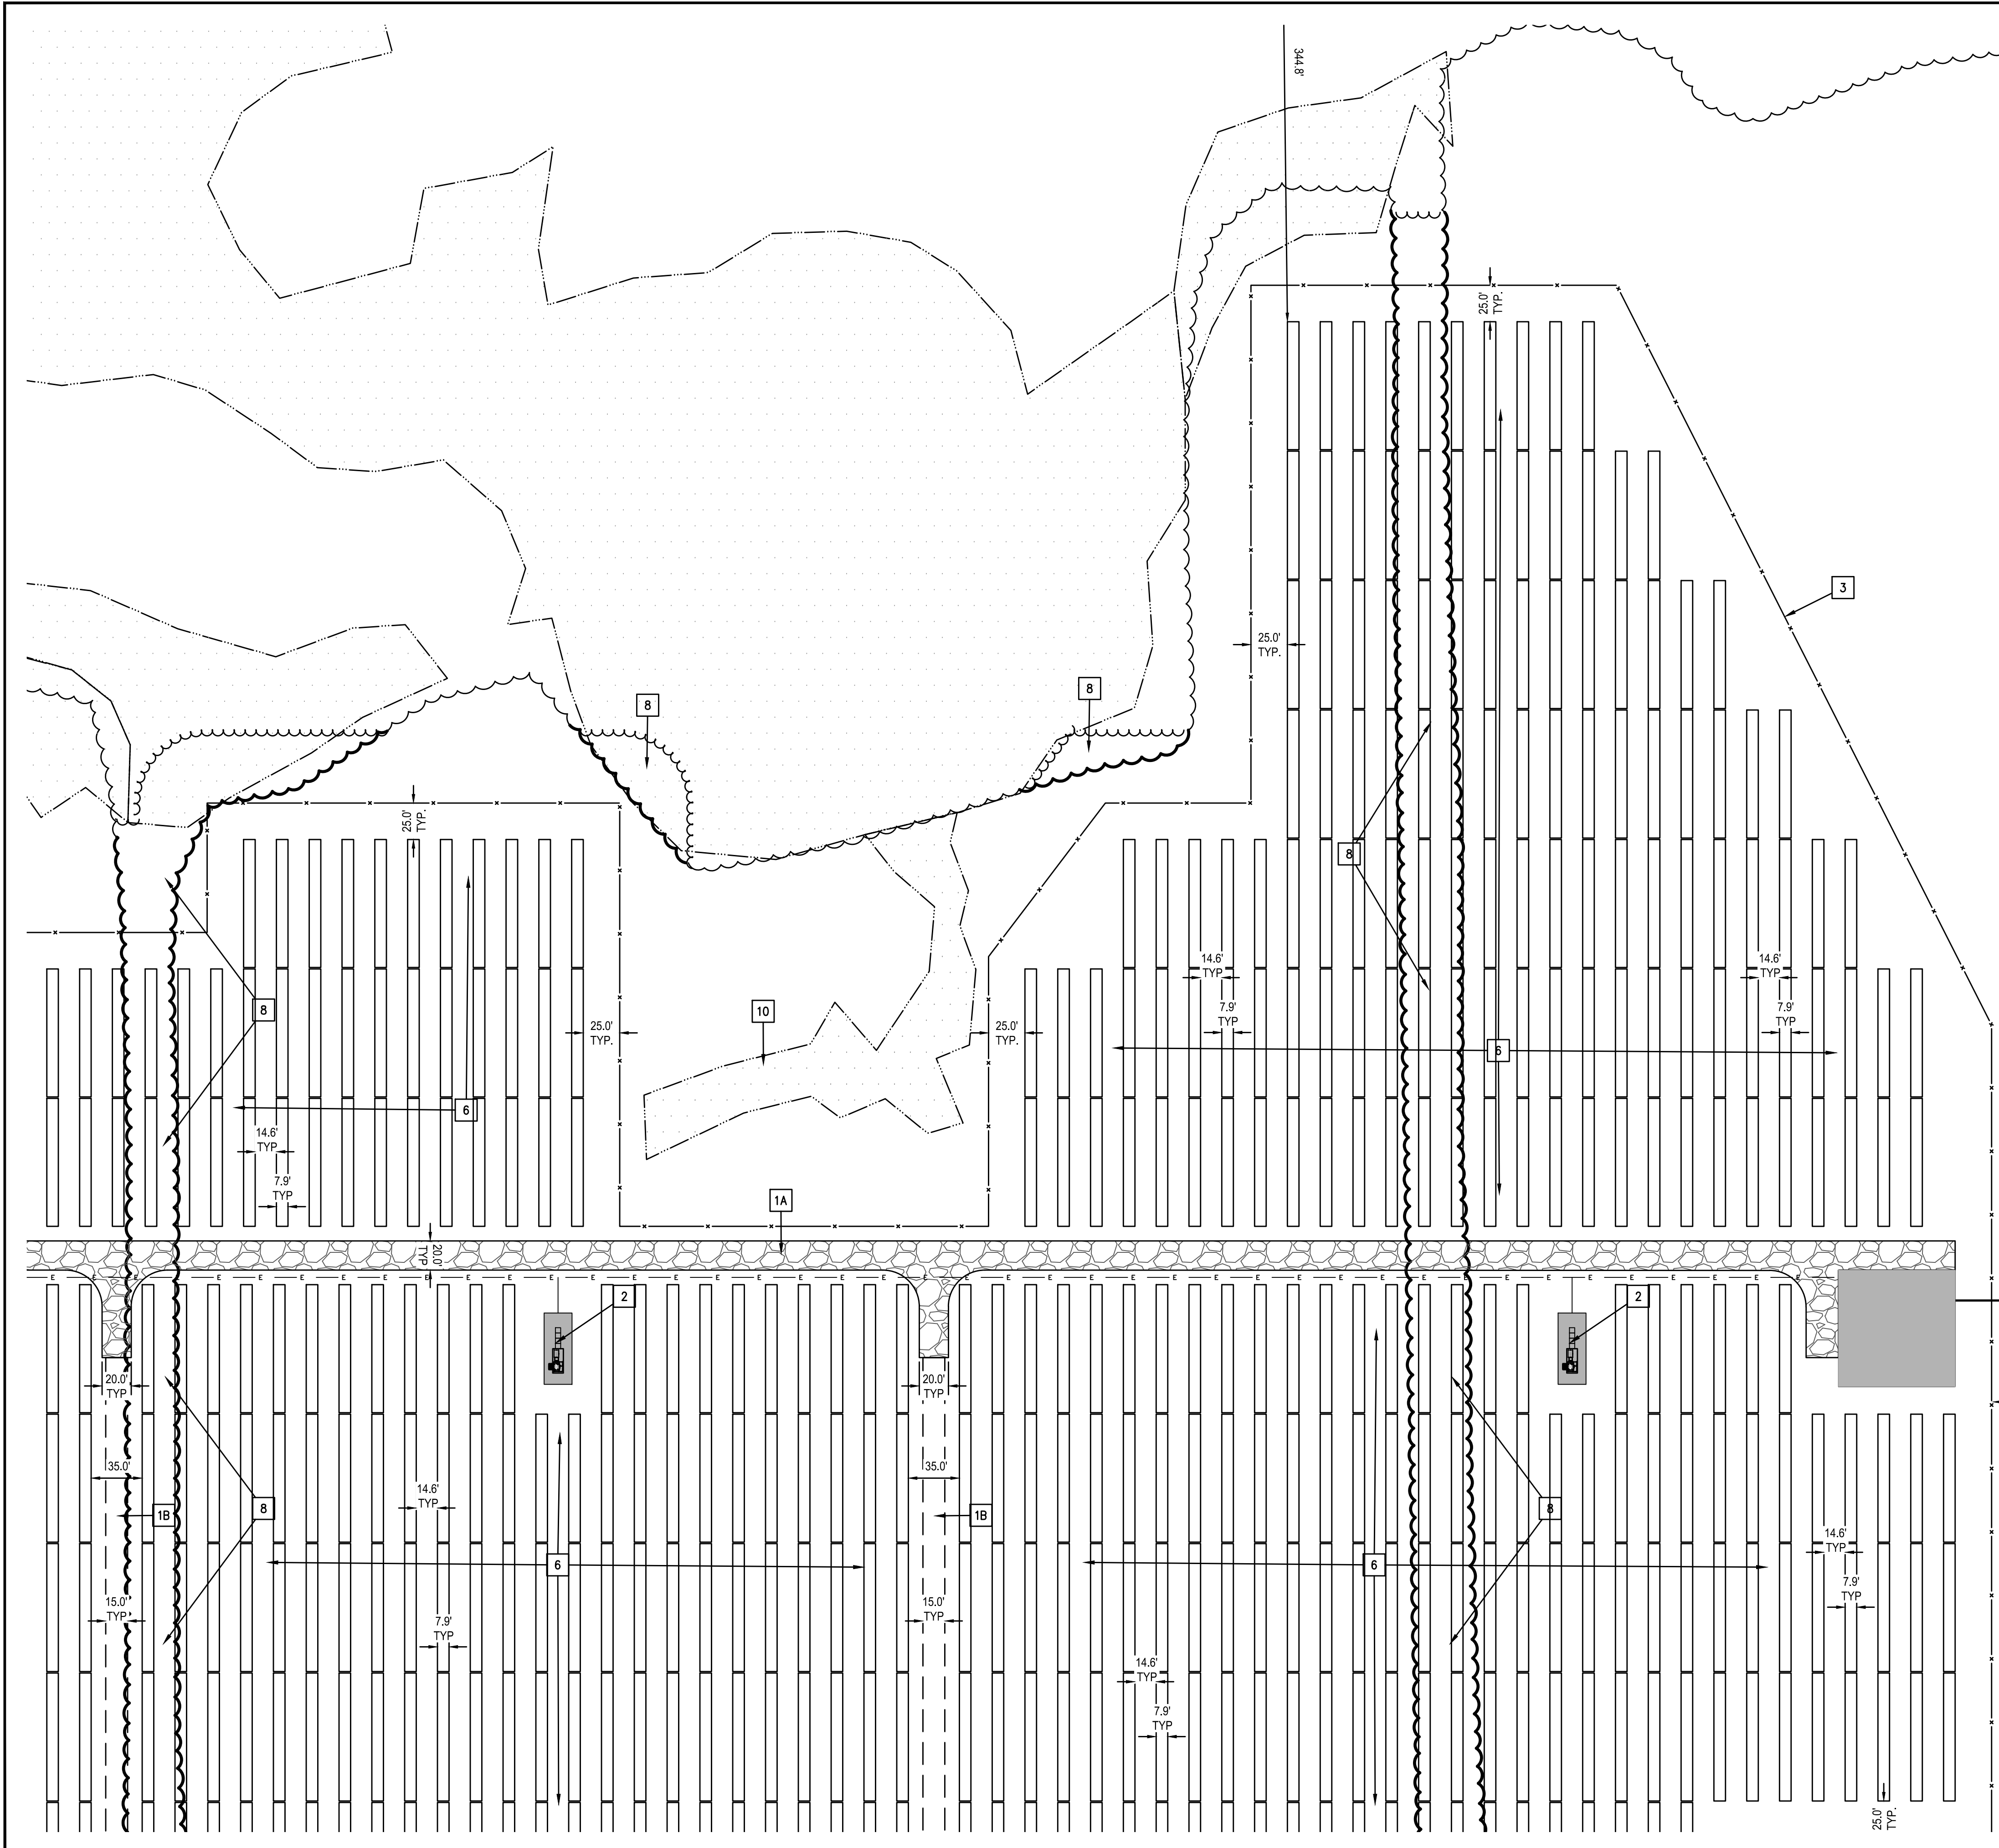 344.8'
25.0'
TYP.
3
25.0'
TYP.
8
8
25.0'
TYP.
8
14.6'
TYP
14.6'
TYP
7.9'
TYP
7.9'
TYP
8
10
25.0'
TYP.
25.0'
TYP.
6
6
14.6'
TYP
7.9'
TYP
1A
20.0'
TYP
E E E E E E E E E E E E E E E E E E E E E E E E E E E E E E E E E E E E E E E E E E
2
2
20.0'
TYP
20.0'
TYP
35.0'
35.0'
14.6'
TYP
8
8
1B
1B
14.6'
TYP
6
6
7.9'
TYP
15.0'
TYP
15.0'
TYP
7.9'
TYP
14.6'
TYP
7.9'
TYP
25.0'
TYP.